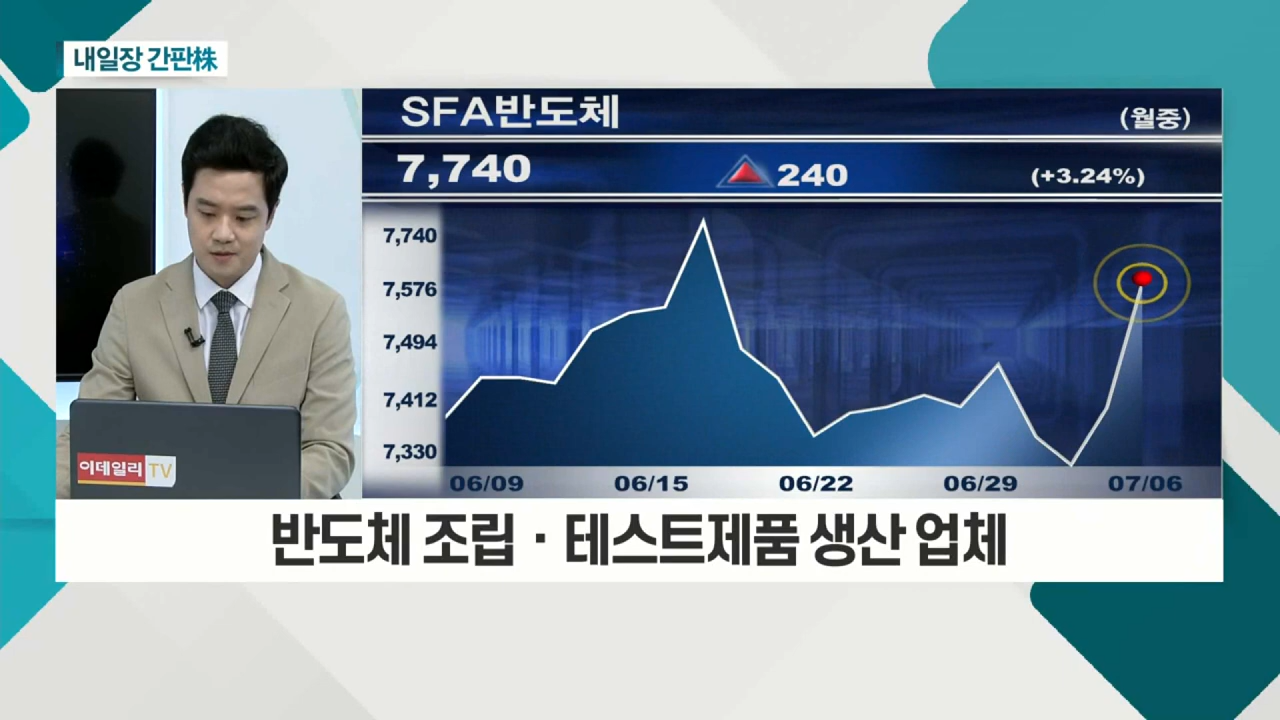 내일장 간판株
SFA반도체
(월중)
7,740
240
(+3.24%)
7,740
7,576
7,494
7,412
7,330
06/09
06/15
06/22
06/29
07/06
이데일리 TV
반도체 조립·테스트제품 생산 업체